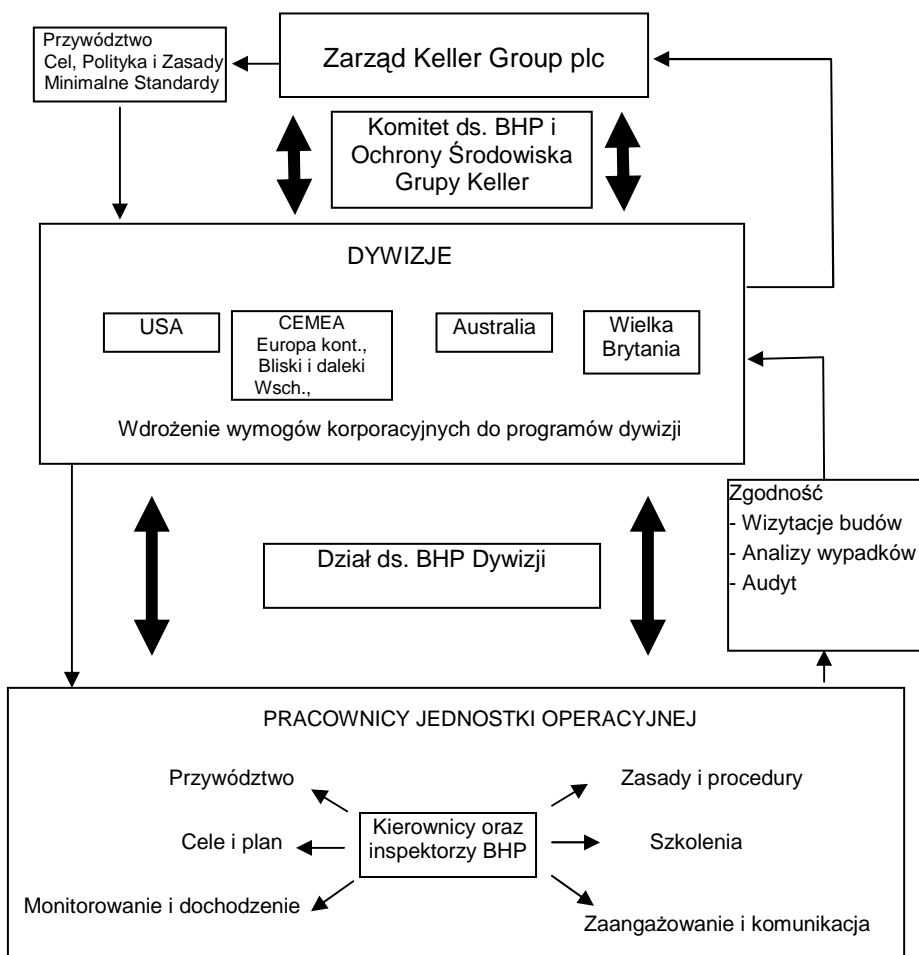 Przywództwo
Cel, Polityka i Zasady
Minimalne Standardy
Zarząd Keller Group plc
Komitet ds. BHP i
Ochrony Środowiska
Grupy Keller
DYWIZJE
USA
CEMEA
Europa kont.,
Bliski i daleki
Wsch.,
Australia
Wielka
Brytania
Wdrożenie wymogów korporacyjnych do programów dywizji
Zgodność
- Wizytacje budów
- Analizy wypadków
- Audyt
Dział ds. BHP Dywizji
PRACOWNICY JEDNOSTKI OPERACYJNEJ
Przywództwo
Zasady i procedury
Cele i plan
Kierownicy oraz
inspektorzy BHP
Szkolenia
Monitorowanie i dochodzenie
Zaangażowanie i komunikacja